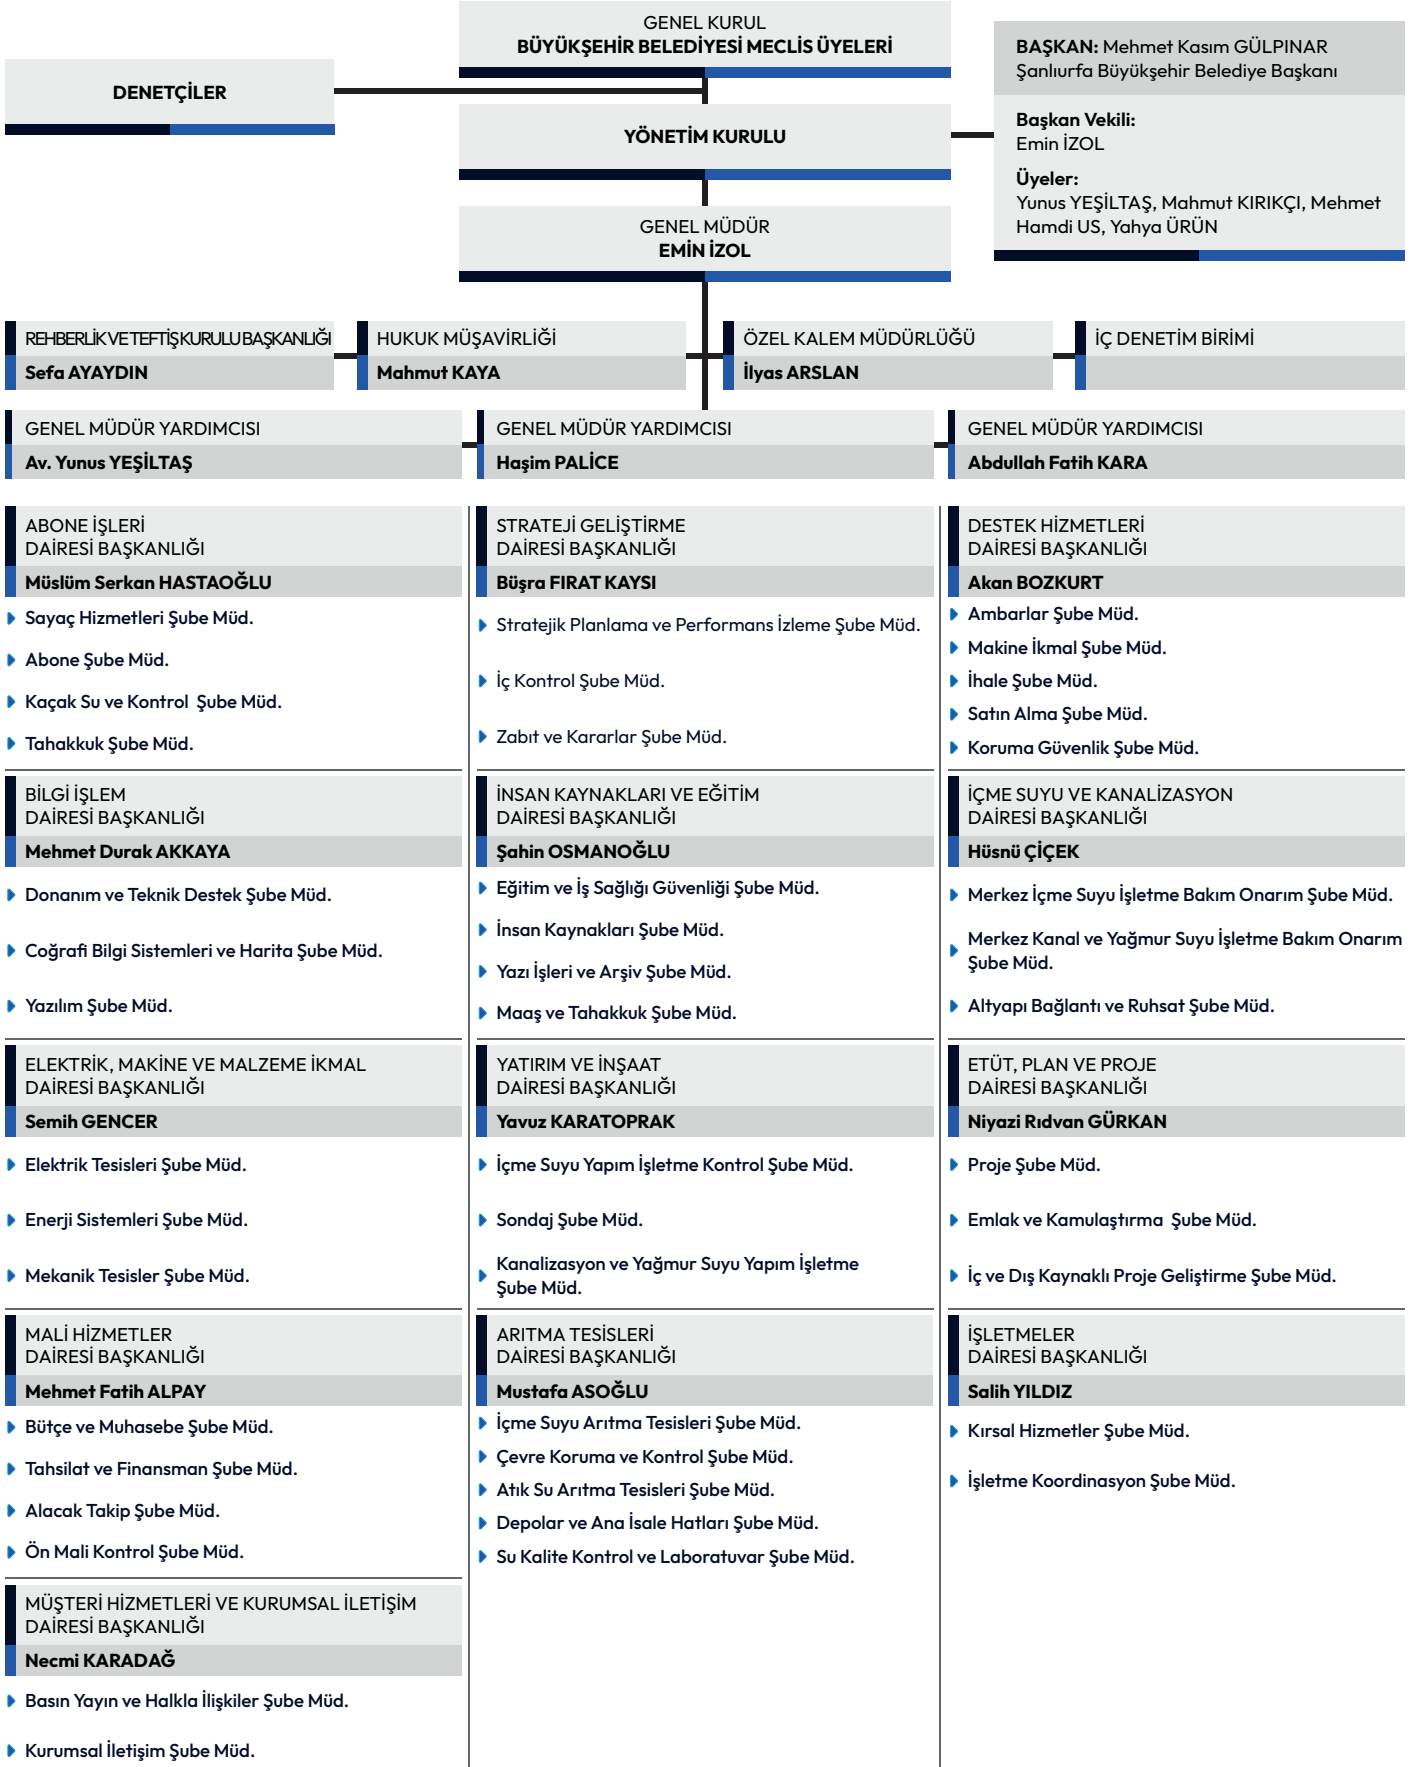 GENEL KURUL
BÜYÜKŞEHİR BELEDİYESİ MECLİS ÜYELERİ
DENETÇİLER
YÖNETİM KURULU
BAŞKAN: Mehmet Kasım GÜLPINAR
Şanlıurfa Büyükşehir Belediye Başkanı
Başkan Vekili:
Emin İZOL
Üyeler:
Yunus YEŞİLTAŞ, Mahmut KIRIKÇI, Mehmet
Hamdi US, Yahya ÜRÜN
GENEL MÜDÜR
EMİN İZOL
REHBERLİK VE TEFTİŞ KURULU BAŞKANLIĞI
Sefa AYAYDIN
HUKUK MÜŞAVİRLİĞİ
Mahmut KAYA
ÖZEL KALEM MÜDÜRLÜĞÜ
İlyas ARSLAN
İÇ DENETİM BİRİMİ
GENEL MÜDÜR YARDIMCISI
Av. Yunus YEŞİLTAŞ
GENEL MÜDÜR YARDIMCISI
Haşim PALİCE
GENEL MÜDÜR YARDIMCISI
Abdullah Fatih KARA
ABONE İŞLERİ
DAİRESİ BAŞKANLIĞI
Müslüm Serkan HASTAOĞLU
Sayaç Hizmetleri Şube Müd.
Abone Şube Müd.
Kaçak Su ve Kontrol  Şube Müd.
Tahakkuk Şube Müd.
BİLGİ İŞLEM
DAİRESİ BAŞKANLIĞI
Mehmet Durak AKKAYA
Donanım ve Teknik Destek Şube Müd.
Coğrafi Bilgi Sistemleri ve Harita Şube Müd.
Yazılım Şube Müd.
ELEKTRİK, MAKİNE VE MALZEME İKMAL
DAİRESİ BAŞKANLIĞI
Semih GENCER
Elektrik Tesisleri Şube Müd.
Enerji Sistemleri Şube Müd.
Mekanik Tesisler Şube Müd.
MALİ HİZMETLER
DAİRESİ BAŞKANLIĞI
Mehmet Fatih ALPAY
Bütçe ve Muhasebe Şube Müd.
Tahsilat ve Finansman Şube Müd.
Alacak Takip Şube Müd.
Ön Mali Kontrol Şube Müd.
MÜŞTERİ HİZMETLERİ VE KURUMSAL İLETİŞİM
DAİRESİ BAŞKANLIĞI
Necmi KARADAĞ
Basın Yayın ve Halkla İlişkiler Şube Müd.
Kurumsal İletişim Şube Müd.
STRATEJİ GELİŞTİRME
DAİRESİ BAŞKANLIĞI
Büşra FIRAT KAYSI
Stratejik Planlama ve Performans İzleme Şube Müd.
İç Kontrol Şube Müd.
Zabıt ve Kararlar Şube Müd.
İNSAN KAYNAKLARI VE EĞİTİM
DAİRESİ BAŞKANLIĞI
Şahin OSMANOĞLU
Eğitim ve İş Sağlığı Güvenliği Şube Müd.
İnsan Kaynakları Şube Müd.
Yazı İşleri ve Arşiv Şube Müd.
Maaş ve Tahakkuk Şube Müd.
YATIRIM VE İNŞAAT
DAİRESİ BAŞKANLIĞI
Yavuz KARATOPRAK
İçme Suyu Yapım İşletme Kontrol Şube Müd.
Sondaj Şube Müd.
Kanalizasyon ve Yağmur Suyu Yapım İşletme
Şube Müd.
ARITMA TESİSLERİ
DAİRESİ BAŞKANLIĞI
Mustafa ASOĞLU
İçme Suyu Arıtma Tesisleri Şube Müd.
Çevre Koruma ve Kontrol Şube Müd.
Atık Su Arıtma Tesisleri Şube Müd.
Depolar ve Ana İsale Hatları Şube Müd.
Su Kalite Kontrol ve Laboratuvar Şube Müd.
DESTEK HİZMETLERİ
DAİRESİ BAŞKANLIĞI
Akan BOZKURT
Ambarlar Şube Müd.
Makine İkmal Şube Müd.
İhale Şube Müd.
Satın Alma Şube Müd.
Koruma Güvenlik Şube Müd.
İÇME SUYU VE KANALİZASYON
DAİRESİ BAŞKANLIĞI
Hüsnü ÇİÇEK
Merkez İçme Suyu İşletme Bakım Onarım Şube Müd.
Merkez Kanal ve Yağmur Suyu İşletme Bakım Onarım
Şube Müd.
Altyapı Bağlantı ve Ruhsat Şube Müd.
ETÜT, PLAN VE PROJE
DAİRESİ BAŞKANLIĞI
Niyazi Rıdvan GÜRKAN
Proje Şube Müd.
Emlak ve Kamulaştırma  Şube Müd.
İç ve Dış Kaynaklı Proje Geliştirme Şube Müd.
İŞLETMELER
DAİRESİ BAŞKANLIĞI
Salih YILDIZ
Kırsal Hizmetler Şube Müd.
İşletme Koordinasyon Şube Müd.